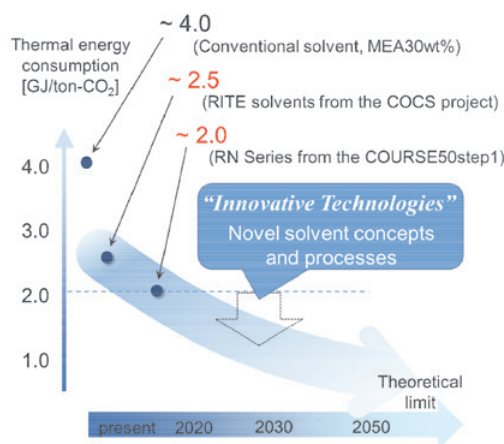 Thermal energy
consumption
[GJ/ton-CO₂]
~ 4.0
(Conventional solvent, MEA30wt%)
~ 2.5
(RITE solvents from the COCS project)
~ 2.0
(RN Series from the COURSE50step1)
4.0
3.0
2.0
1.0
“Innovative Technologies”
Novel solvent concepts
and processes
Theoretical
limit
present 2020 2030 2050